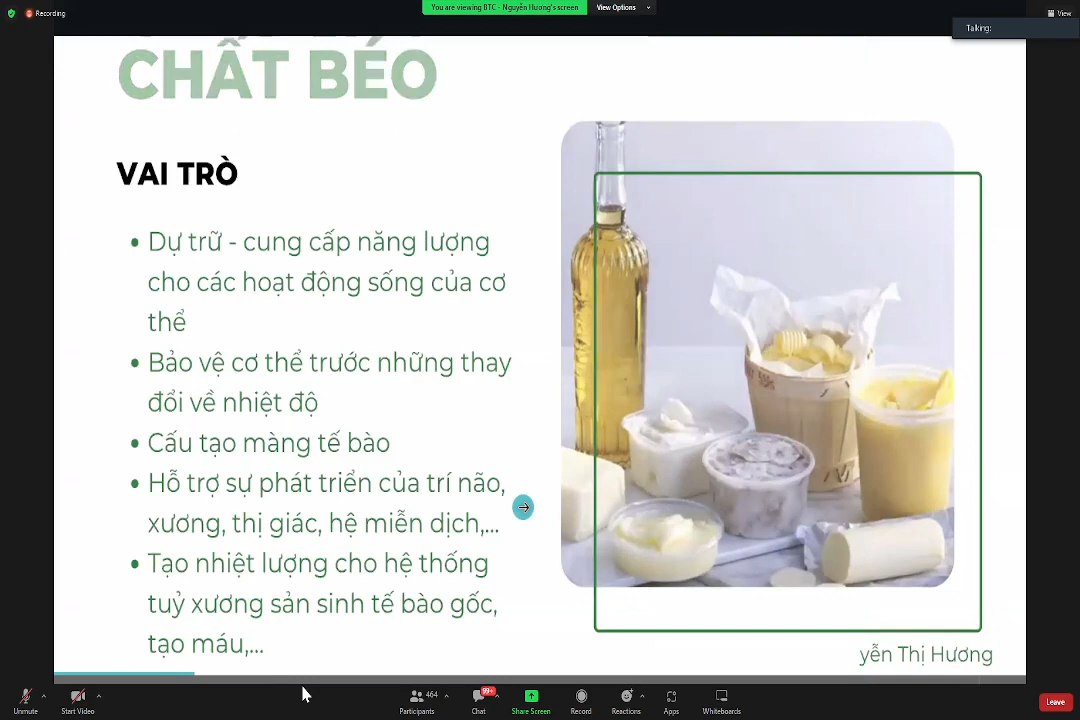 Recording
You are viewing BTC - Nguyễn Hương's screen
View Options
View
Talking:
CHẤT BÉO
VAI TRÒ
• Dự trữ - cung cấp năng lượng
cho các hoạt động sống của cơ
thể
• Bảo vệ cơ thể trước những thay
đổi về nhiệt độ
• Cấu tạo màng tế bào
• Hỗ trợ sự phát triển của trí não,
xương, thị giác, hệ miễn dịch,...
• Tạo nhiệt lượng cho hệ thống
tuỷ xương sản sinh tế bào gốc,
tạo máu,...
yễn Thị Hương
464
99+
Unmute
Start Video
Participants
Chat
Share Screen
Record
Reactions
Apps
Whiteboards
Leave